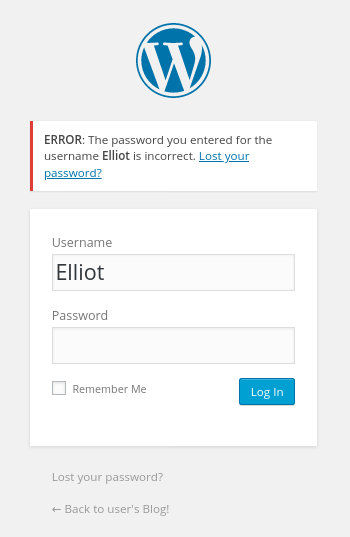 ERROR: The password you entered for the
username Elliot is incorrect. Lost your
password?
Username
Elliot
Password
Remember Me
Log In
Lost your password?
← Back to user's Blog!